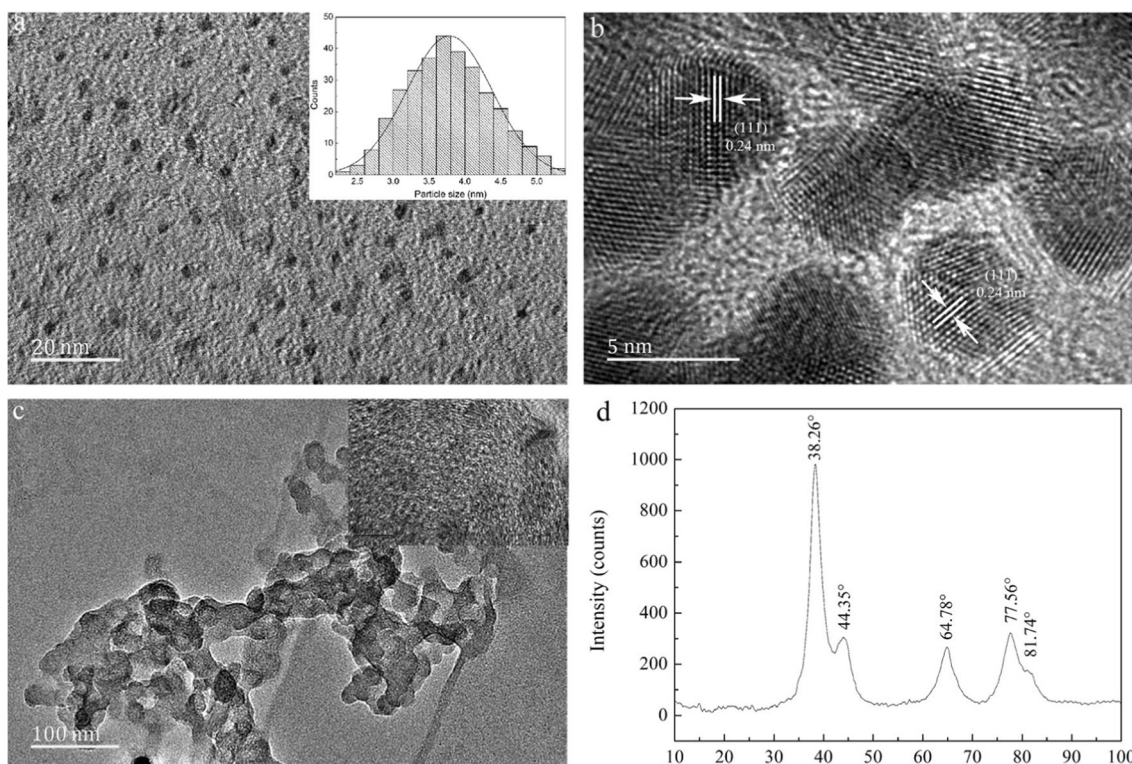 a
50
40
30
20
10
0
Counts
2.5 3.0 3.5 4.0 4.5 5.0
Particle size (nm)
20 nm
b
(111)
0.24 nm
(111)
0.24 nm
5 nm
c
100 nm
d
1200
1000
800
600
400
200
0
Intensity (counts)
38.26°
44.35°
64.78°
77.56°
81.74°
10 20 30 40 50 60 70 80 90 100